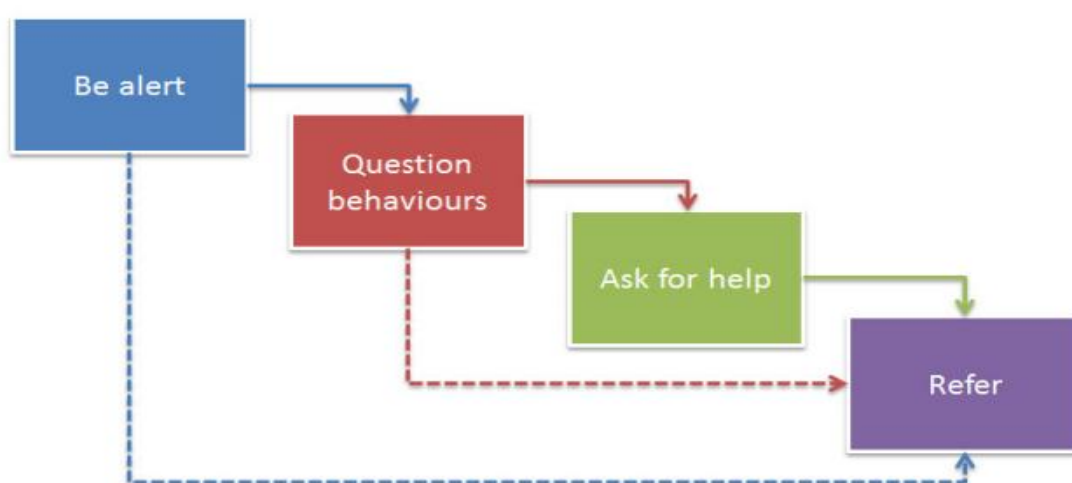 Be alert
Question
behaviours
Ask for help
Refer